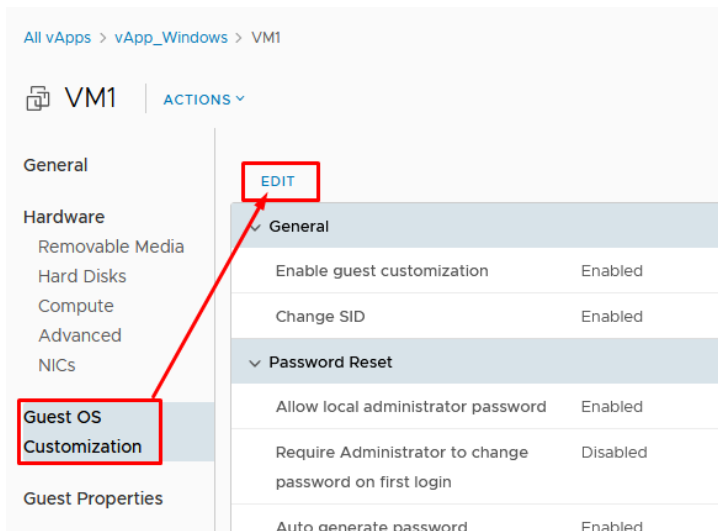 All vApps > vApp_Windows > VM1
VM1 ACTIONS
General
EDIT
Hardware
General
Removable Media
Enable guest customization Enabled
Hard Disks
Compute
Change SID Enabled
Advanced
NICs
Password Reset
Guest OS
Customization
Allow local administrator password Enabled
Require Administrator to change
password on first login Disabled
Guest Properties
Auto generate password Enabled